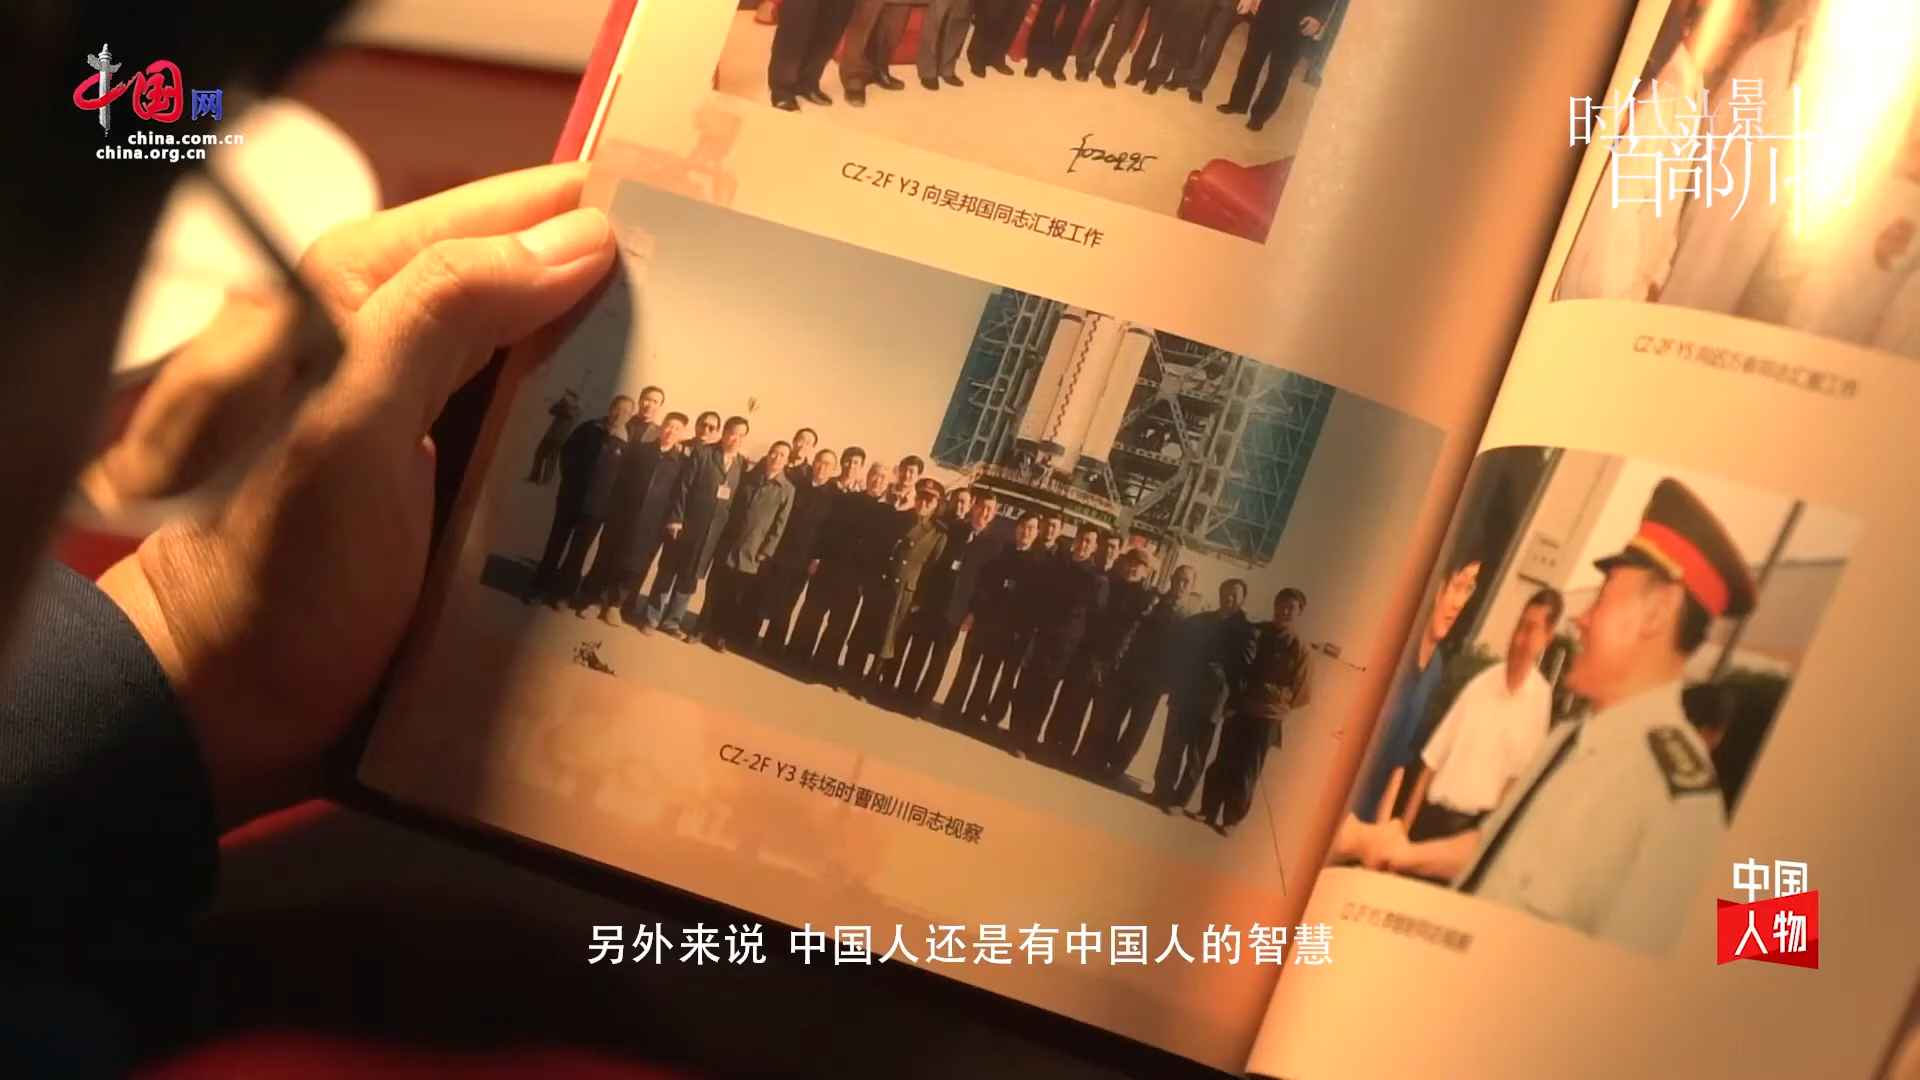 中国网
china.com.cn
china.org.cn
时代光景
百部川物
CZ-2F Y3 向吴邦国同志汇报工作
CZ-2F Y3 转场时曹刚川同志视察
中国
人物
另外来说 中国人还是有中国人的智慧